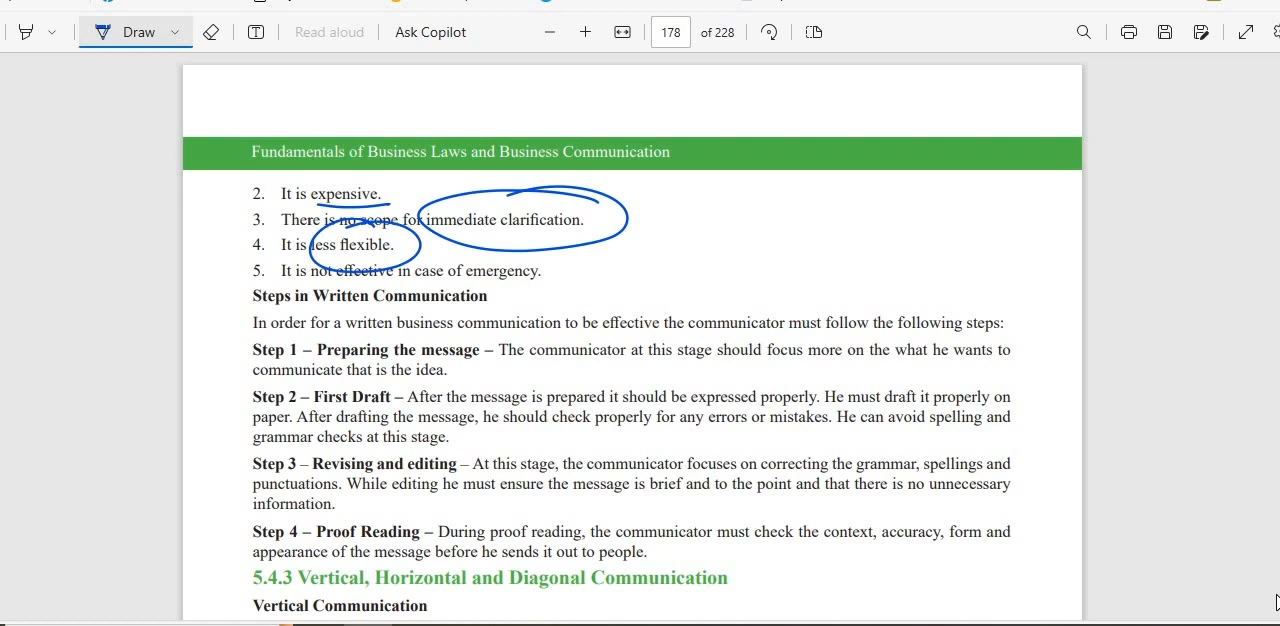 Draw
Read aloud
Ask Copilot
178 of 228
Fundamentals of Business Laws and Business Communication
2. It is expensive.
3. There is no scope for immediate clarification.
4. It is less flexible.
5. It is not effective in case of emergency.
Steps in Written Communication
In order for a written business communication to be effective the communicator must follow the following steps:
Step 1 – Preparing the message – The communicator at this stage should focus more on the what he wants to
communicate that is the idea.
Step 2 – First Draft – After the message is prepared it should be expressed properly. He must draft it properly on
paper. After drafting the message, he should check properly for any errors or mistakes. He can avoid spelling and
grammar checks at this stage.
Step 3 – Revising and editing – At this stage, the communicator focuses on correcting the grammar, spellings and
punctuations. While editing he must ensure the message is brief and to the point and that there is no unnecessary
information.
Step 4 – Proof Reading – During proof reading, the communicator must check the context, accuracy, form and
appearance of the message before he sends it out to people.
5.4.3 Vertical, Horizontal and Diagonal Communication
Vertical Communication